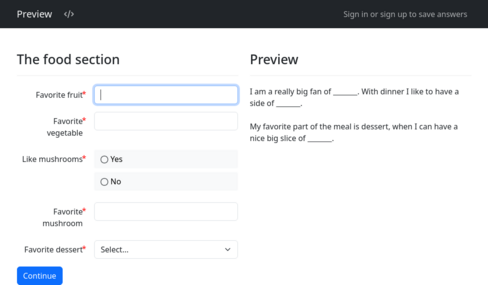 Preview </> Sign in or sign up to save answers
The food section
Favorite fruit*
Favorite
vegetable*
Like mushrooms*
Yes
No
Favorite
mushroom*
Favorite dessert* Select...
Continue
Preview
I am a really big fan of ______. With dinner I like to have a
side of ______.
My favorite part of the meal is dessert, when I can have a
nice big slice of ______.